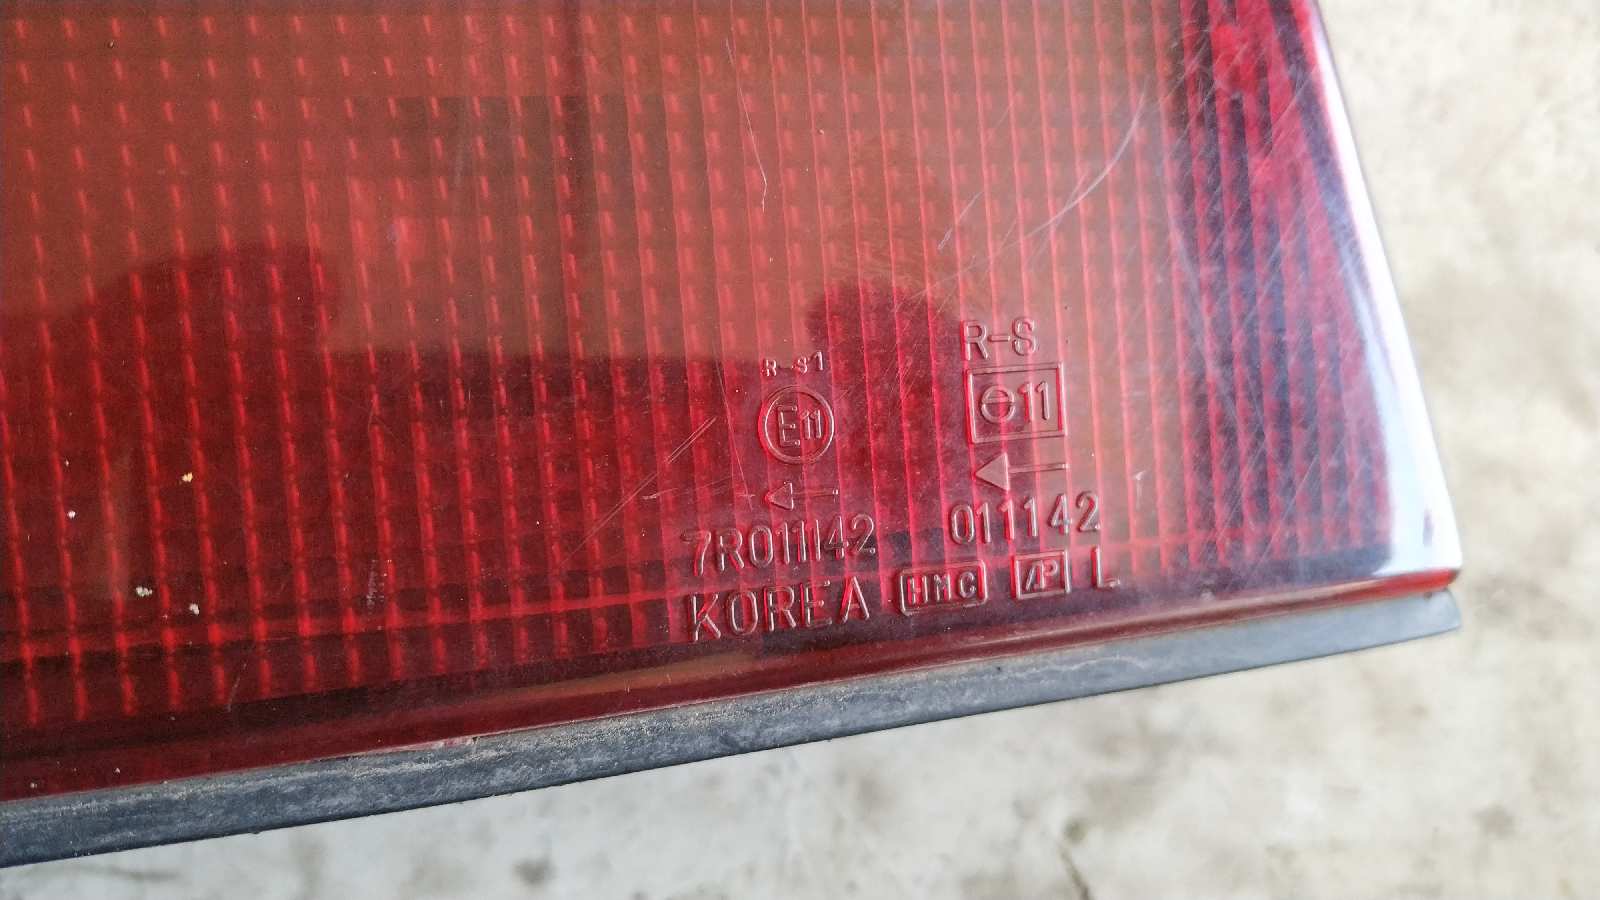 R-S1
E11
7R011142
KOREA HMC AP L
R-S
e11
011142